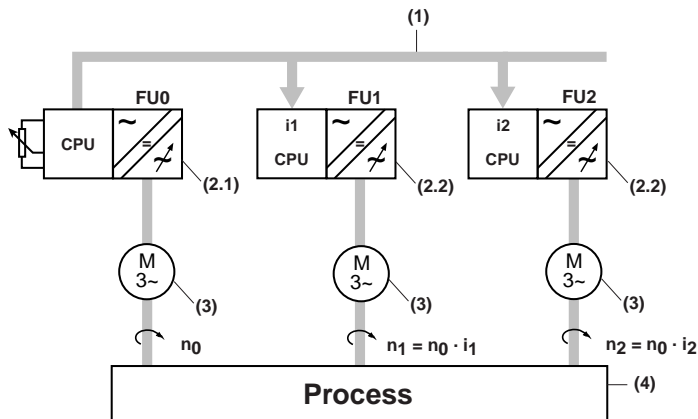 (1)
FU0
FU1
FU2
CPU
~
=
~
i1
CPU
~
=
~
i2
CPU
~
=
~
(2.1)
(2.2)
(2.2)
M
3~
M
3~
M
3~
(3)
(3)
(3)
n0
n1 = n0 · i1
n2 = n0 · i2
(4)
Process